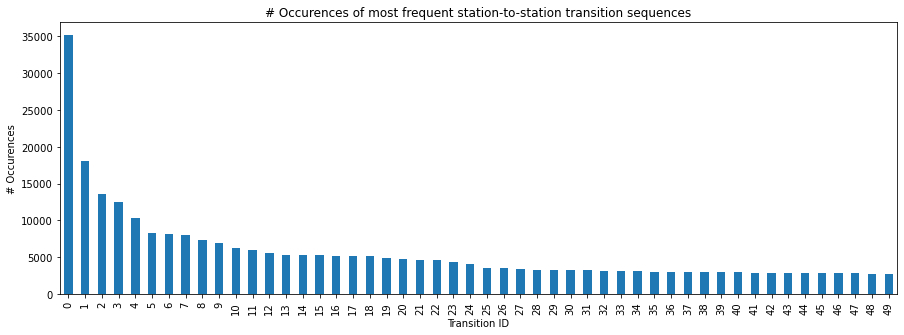 # Occurences of most frequent station-to-station transition sequences
# Occurences
35000
30000
25000
20000
15000
10000
5000
0
0 1 2 3 4 5 6 7 8 9 10 11 12 13 14 15 16 17 18 19 20 21 22 23 24 25 26 27 28 29 30 31 32 33 34 35 36 37 38 39 40 41 42 43 44 45 46 47 48 49
Transition ID